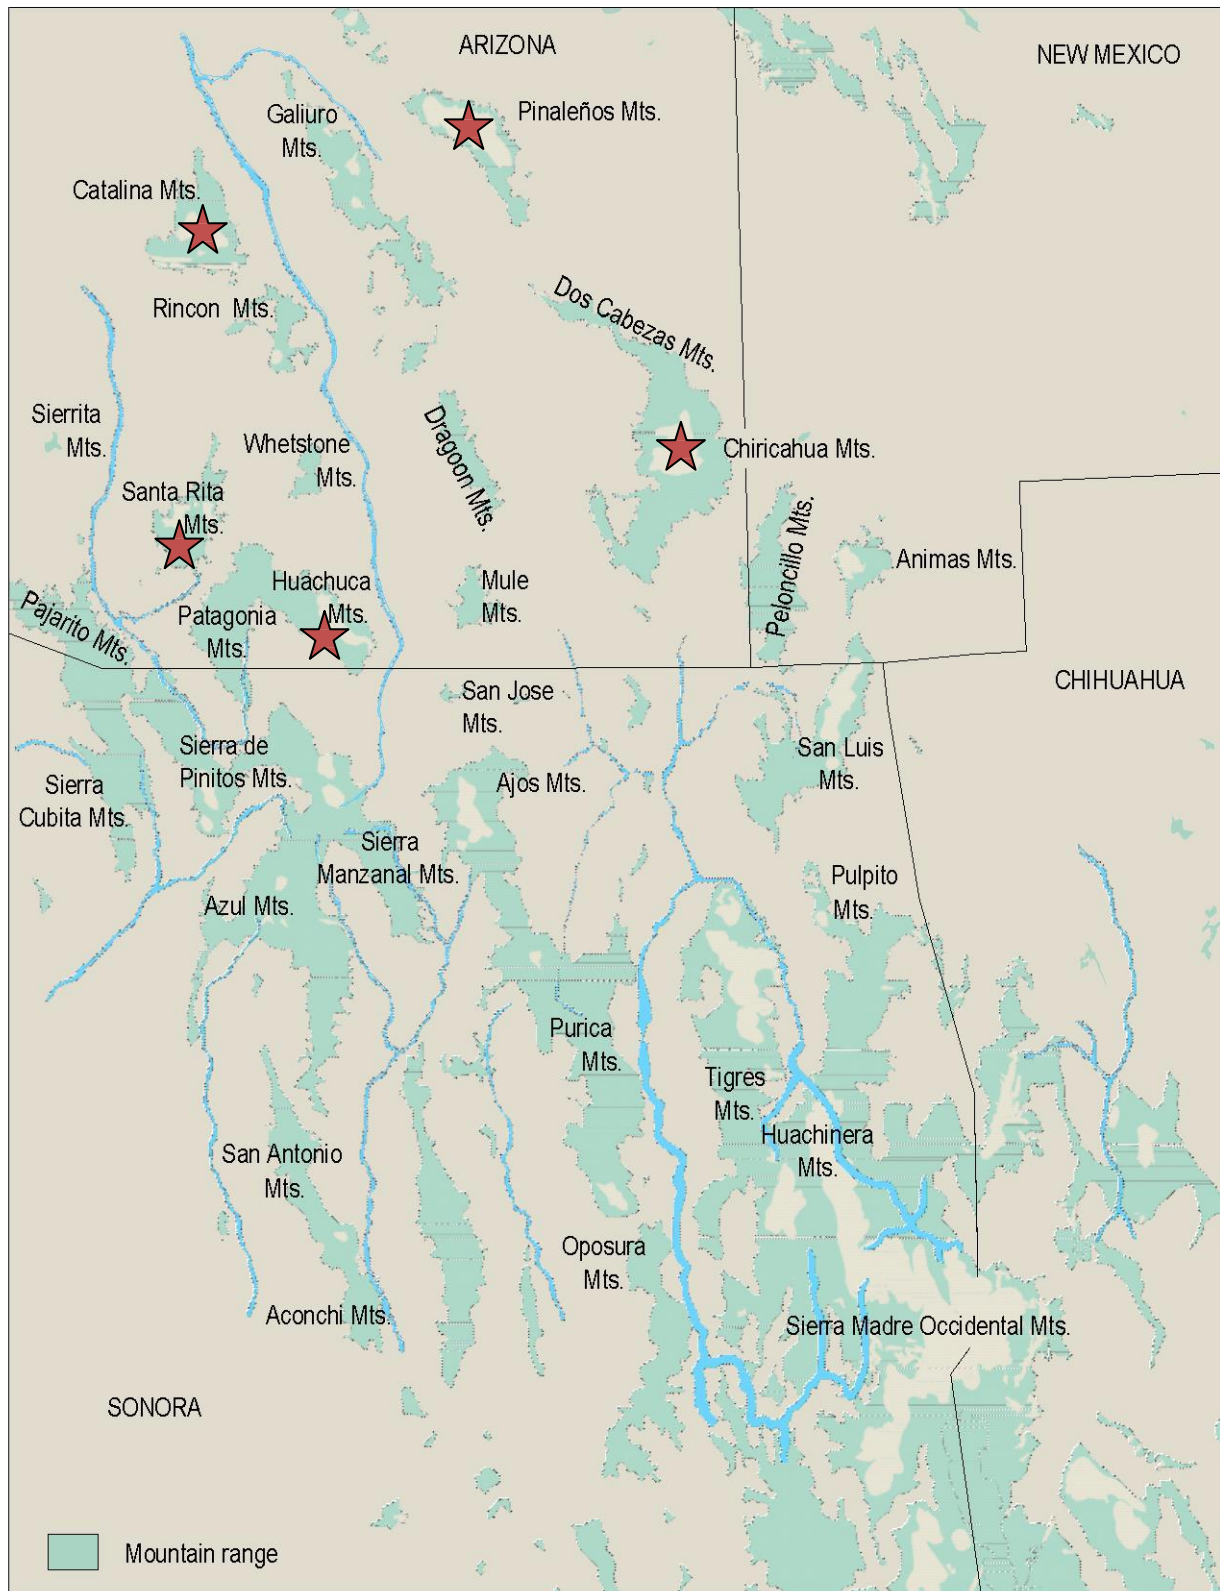 ARIZONA
NEW MEXICO
Galiuro
Mts.
Pinaleños Mts.
Catalina Mts.
Rincon Mts.
Dos Cabezas Mts.
Sierrita
Mts.
Whetstone
Mts.
Dragoon Mts.
Chiricahua Mts.
Santa Rita
Mts.
Peloncillo Mts.
Animas Mts.
Huachuca
Mts.
Mule
Mts.
Pajarito Mts.
Patagonia
Mts.
CHIHUAHUA
San Jose
Mts.
Sierra de
Pinitos Mts.
San Luis
Mts.
Ajos Mts.
Sierra
Cubita Mts.
Sierra
Manzanal Mts.
Pulpito
Mts.
Azul Mts.
Purica
Mts.
Tigres
Mts.
Huachinera
Mts.
San Antonio
Mts.
Oposura
Mts.
Aconchi Mts.
Sierra Madre Occidental Mts.
SONORA
Mountain range